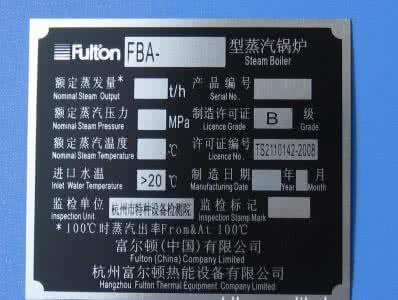 Fulton FBA- 型蒸汽锅炉
Steam Boiler
额定蒸发量* t/h 产品编号
Nominal Steam Output Serial No.
额定蒸汽压力 MPa 制造许可证 B 级
Nominal Steam Pressure Licence Grade Grade
额定蒸汽温度 ℃ 许可证编号 TS2110142-2008
Nominal Steam Temperature Licence No.
进口水温 >20 ℃ 制造日期 年 月
Inlet Water Temperature Manufacturing Date Year Month
监检单位 杭州市特种设备检测院 监检标记
Inspection Unit Inspection Stamp Mark
*100℃时蒸汽出率From&At 100℃
富尔顿(中国)有限公司
Fulton (China) Company Limited
杭州富尔顿热能设备有限公司
Hangzhou Fulton Thermal Equipment Company Limited